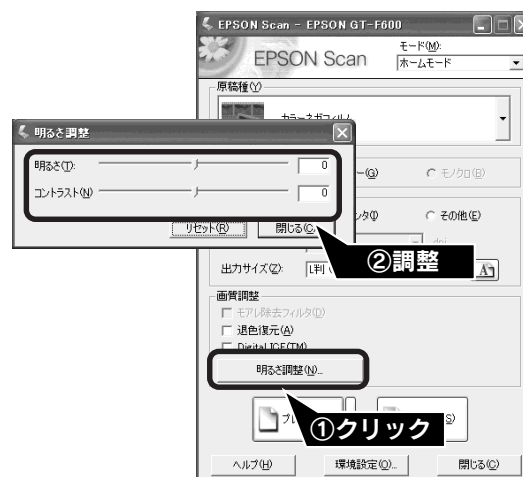 EPSON Scan - EPSON GT-F600
EPSON Scan
モード(M):
ホームモード
原稿種(Y)
カラーネガフィルム
明るさ調整
明るさ(T): 0
コントラスト(N) 0
リセット(R) 閉じる(C)
(G) モノクロ(B)
その他(E)
dpi
②調整
出力サイズ(Z): L判
画質調整
モアレ除去フィルタ(D)
退色復元(A)
Digital ICE(TM)
明るさ調整(N)...
①クリック
ヘルプ(H) 環境設定(O)... 閉じる(C)